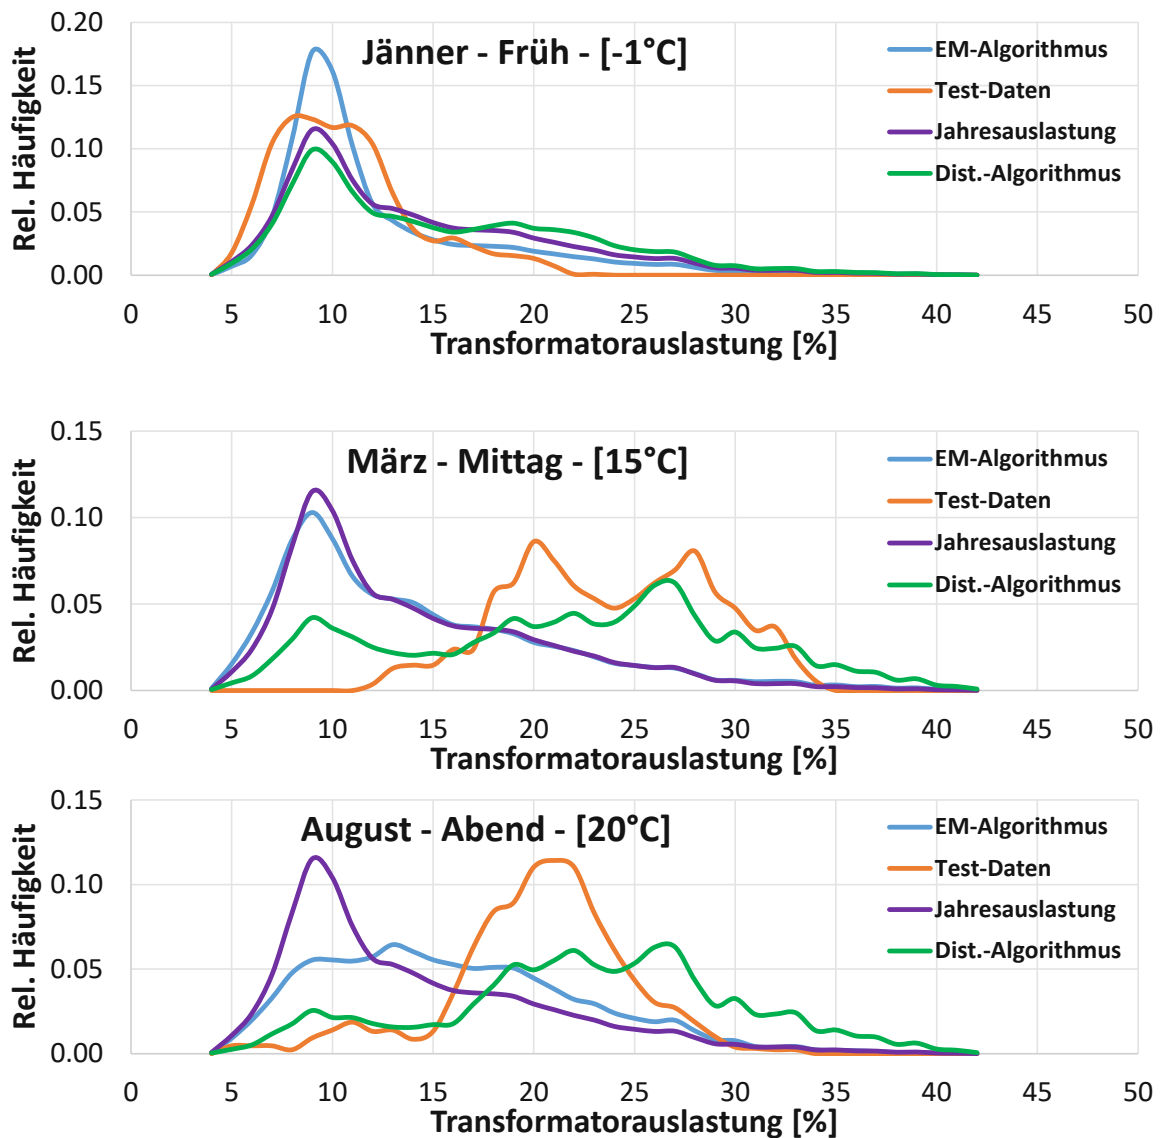 Jänner - Früh - [-1°C]
Rel. Häufigkeit
0.20
0.15
0.10
0.05
0.00
0 5 10 15 20 25 30 35 40 45 50
Transformatorauslastung [%]
EM-Algorithmus
Test-Daten
Jahresauslastung
Dist.-Algorithmus
März - Mittag - [15°C]
Rel. Häufigkeit
0.15
0.10
0.05
0.00
0 5 10 15 20 25 30 35 40 45 50
Transformatorauslastung [%]
EM-Algorithmus
Test-Daten
Jahresauslastung
Dist.-Algorithmus
August - Abend - [20°C]
Rel. Häufigkeit
0.15
0.10
0.05
0.00
0 5 10 15 20 25 30 35 40 45 50
Transformatorauslastung [%]
EM-Algorithmus
Test-Daten
Jahresauslastung
Dist.-Algorithmus